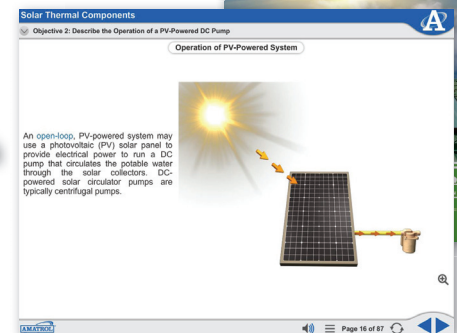 Solar Thermal Components
Objective 2: Describe the Operation of a PV-Powered DC Pump
Operation of PV-Powered System
An open-loop, PV-powered system may
use a photovoltaic (PV) solar panel to
provide electrical power to run a DC
pump that circulates the potable water
through the solar collectors. DC-
powered solar circulator pumps are
typically centrifugal pumps.
AMATROL
Page 16 of 87
A